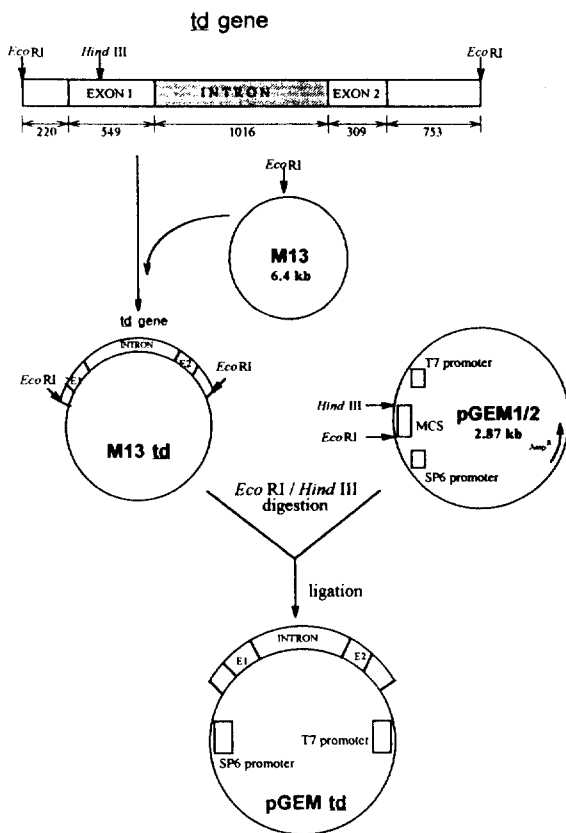 td gene
EcoRI
Hind III
EcoRI
EXON 1
INTRON
EXON 2
220
549
1016
309
753
EcoRI
M13
6.4 kb
td gene
INTRON
E1
E2
EcoRI
EcoRI
M13 td
T7 promoter
Hind III
MCS
EcoRI
pGEM1/2
2.87 kb
Amp R
SP6 promoter
Eco RI / Hind III
digestion
ligation
INTRON
E1
E2
SP6 promoter
T7 promoter
pGEM td